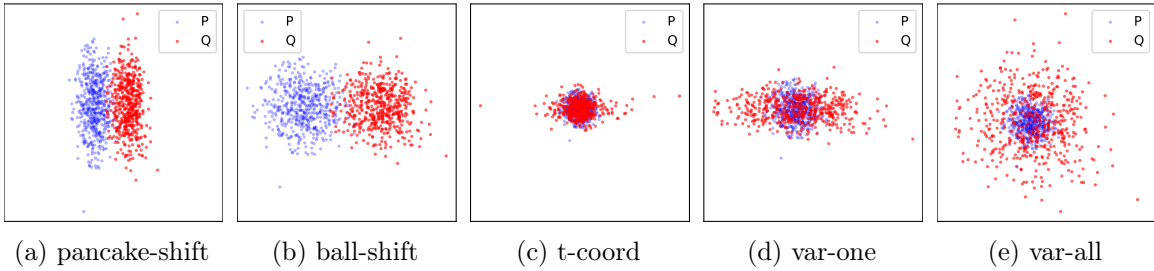 P
Q
P
Q
P
Q
P
Q
P
Q
(a) pancake-shift
(b) ball-shift
(c) t-coord
(d) var-one
(e) var-all